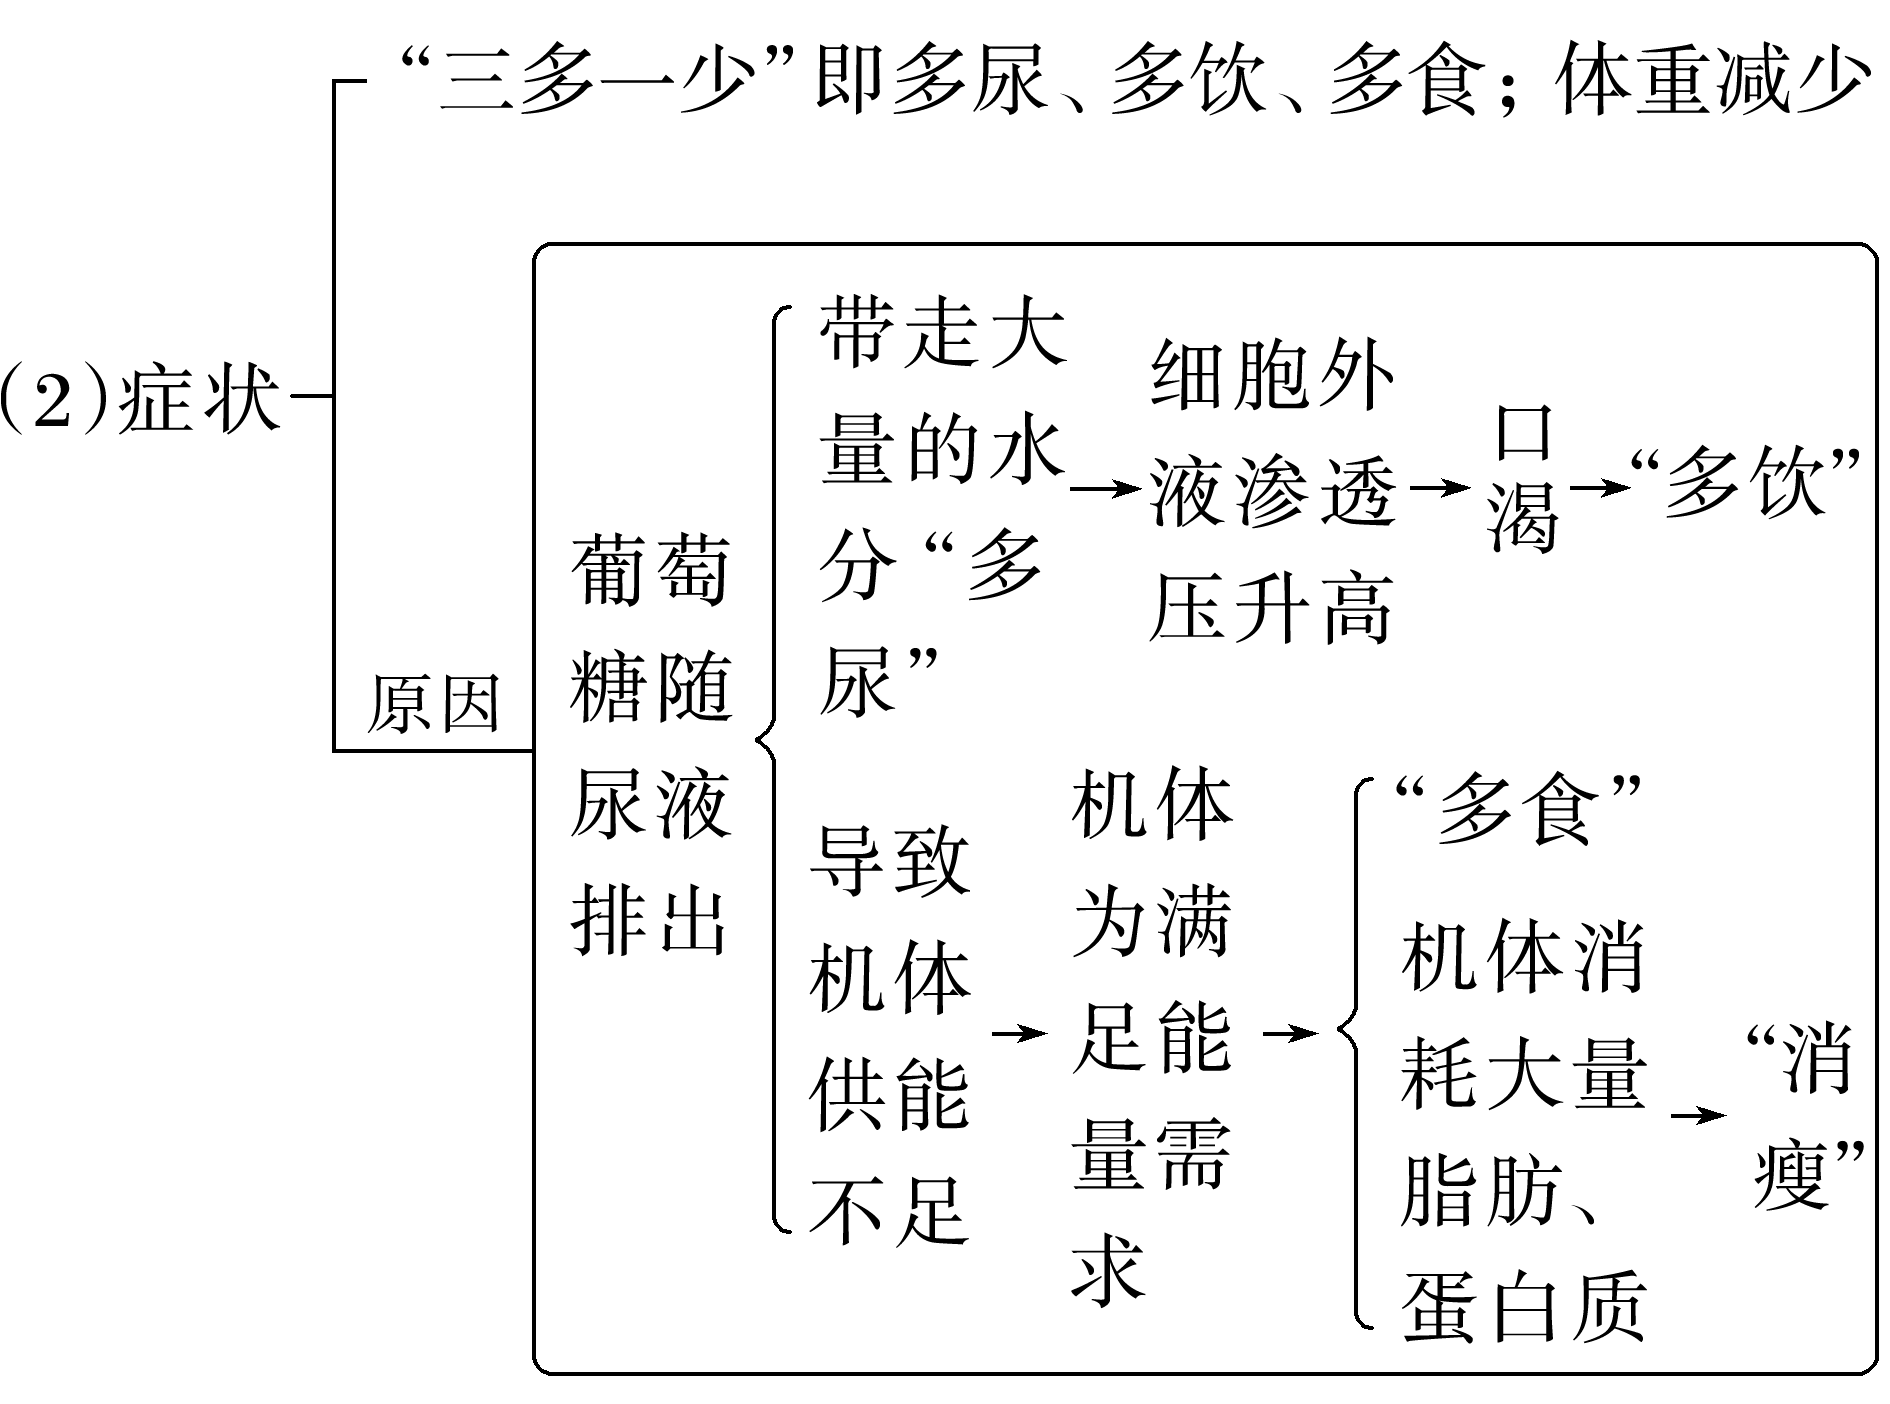 “三多一少”即多尿、多饮、多食；体重减少
(2)症状
原因
葡萄
糖随
尿液
排出
带走大
量的水
分“多
尿”
细胞外
液渗透
压升高
口
渴
“多饮”
导致
机体
供能
不足
机体
为满
足能
量需
求
“多食”
机体消
耗大量
脂肪、
蛋白质
“消
瘦”